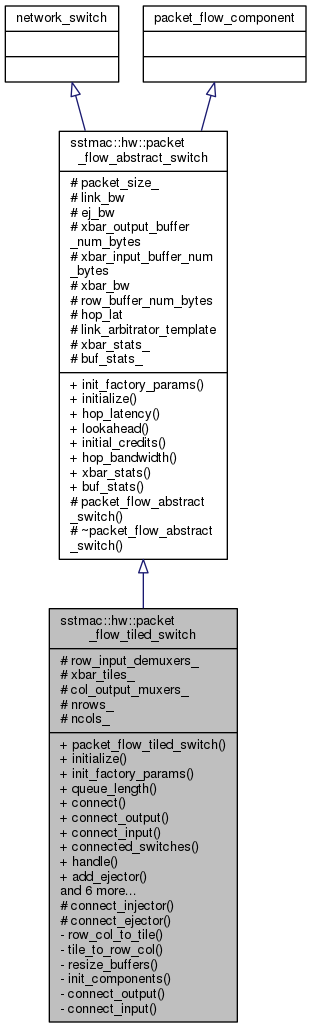 network_switch
packet_flow_component
sstmac::hw::packet
_flow_abstract_switch
# packet_size_
# link_bw
# ej_bw
# xbar_output_buffer
_num_bytes
# xbar_input_buffer_num
_bytes
# xbar_bw
# row_buffer_num_bytes
# hop_lat
# link_arbitrator_template
# xbar_stats_
# buf_stats_
+ init_factory_params()
+ initialize()
+ hop_latency()
+ lookahead()
+ initial_credits()
+ hop_bandwidth()
+ xbar_stats()
+ buf_stats()
# packet_flow_abstract
_switch()
# ~packet_flow_abstract
_switch()
sstmac::hw::packet
_flow_tiled_switch
# row_input_demuxers_
# xbar_tiles_
# col_output_muxers_
# nrows_
# ncols_
+ packet_flow_tiled_switch()
+ initialize()
+ init_factory_params()
+ queue_length()
+ connect()
+ connect_output()
+ connect_input()
+ connected_switches()
+ handle()
+ add_ejector()
and 6 more...
# connect_injector()
# connect_ejector()
- row_col_to_tile()
- tile_to_row_col()
- resize_buffers()
- init_components()
- connect_output()
- connect_input()